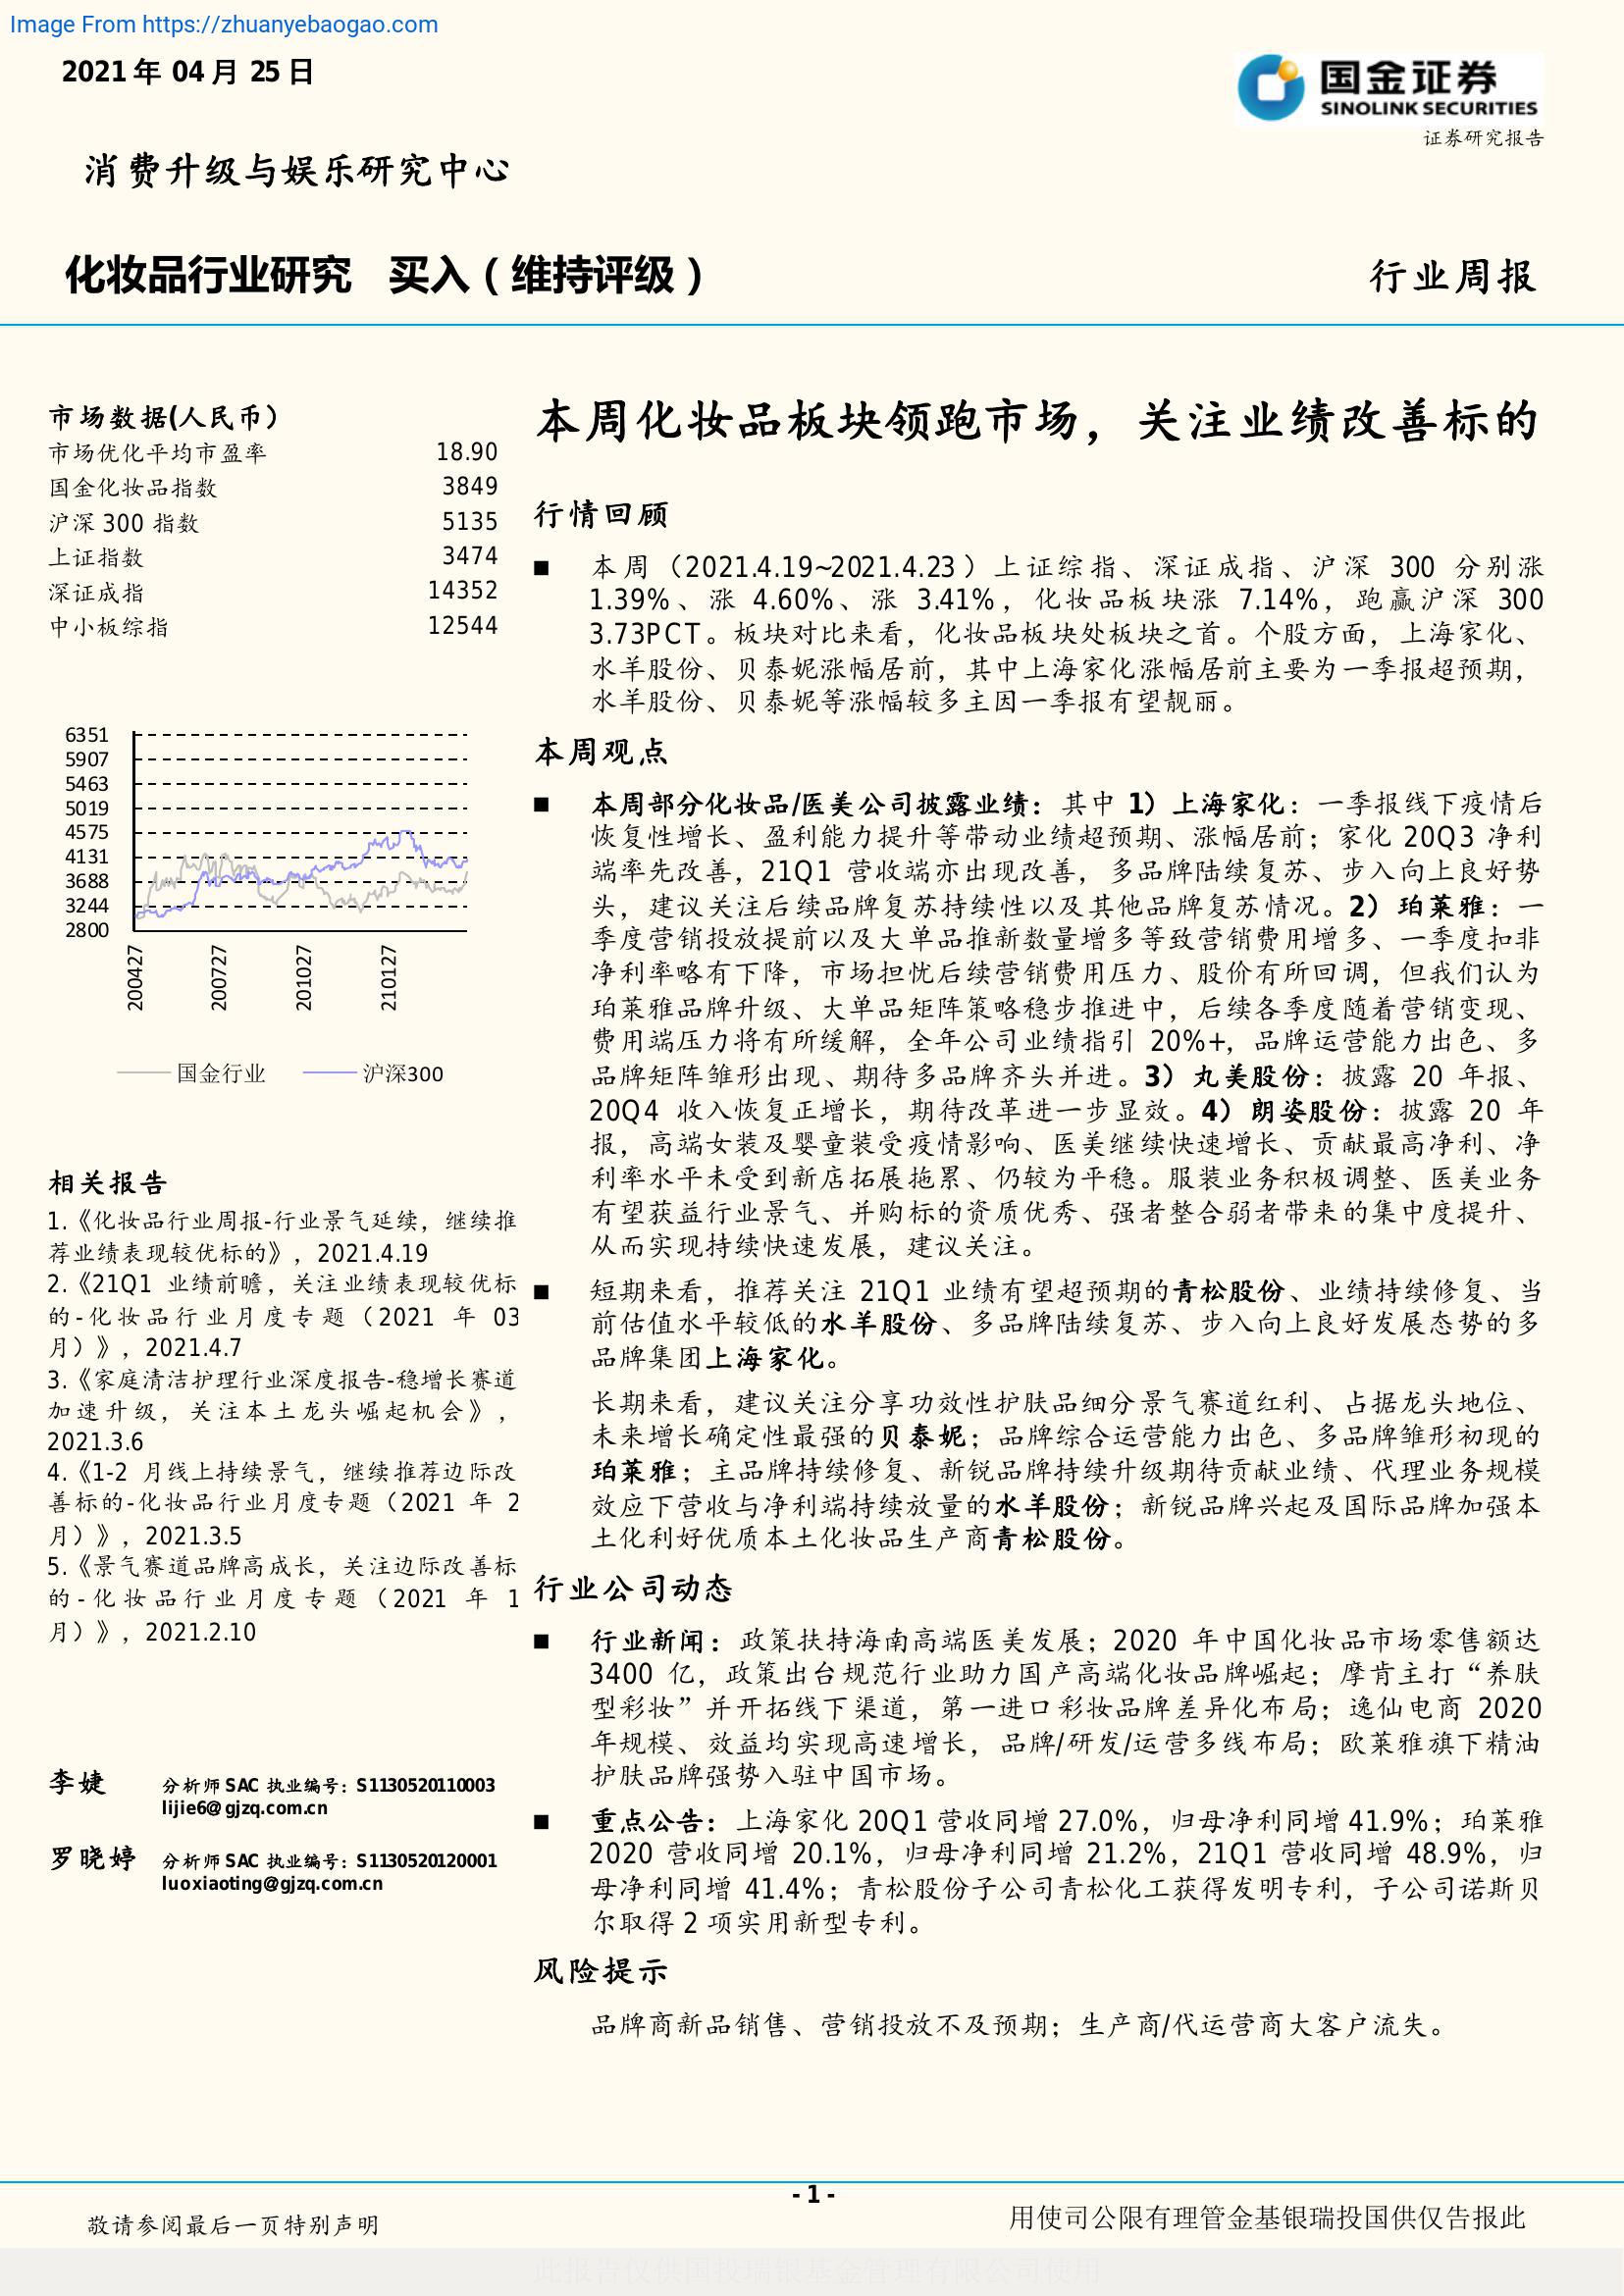 Image From https://zhuanyebaogao.com
2021 年 04 月 25 日
国金证券
SINOLINK SECURITIES
证券研究报告
消费升级与娱乐研究中心
化妆品行业研究 买入（维持评级）
行业周报
市场数据(人民币）
市场优化平均市盈率 18.90
国金化妆品指数 3849
沪深 300 指数 5135
上证指数 3474
深证成指 14352
中小板综指 12544
6351
5907
5463
5019
4575
4131
3688
3244
2800
200427
200727
201027
210127
国金行业 沪深300
相关报告
1.《化妆品行业周报-行业景气延续，继续推
荐业绩表现较优标的》，2021.4.19
2.《21Q1 业绩前瞻，关注业绩表现较优标
的-化妆品行业月度专题（2021 年 03
月）》，2021.4.7
3.《家庭清洁护理行业深度报告-稳增长赛道
加速升级，关注本土龙头崛起机会》，
2021.3.6
4.《1-2 月线上持续景气，继续推荐边际改
善标的-化妆品行业月度专题（2021 年 2
月）》，2021.3.5
5.《景气赛道品牌高成长，关注边际改善标
的-化妆品行业月度专题（2021 年 1
月）》，2021.2.10
李婕 分析师 SAC 执业编号：S1130520110003
lijie6@gjzq.com.cn
罗晓婷 分析师 SAC 执业编号：S1130520120001
luoxiaoting@gjzq.com.cn
本周化妆品板块领跑市场，关注业绩改善标的
行情回顾
■ 本周（2021.4.19~2021.4.23）上证综指、深证成指、沪深 300 分别涨
1.39%、涨 4.60%、涨 3.41%，化妆品板块涨 7.14%，跑赢沪深 300
3.73PCT。板块对比来看，化妆品板块处板块之首。个股方面，上海家化、
水羊股份、贝泰妮涨幅居前，其中上海家化涨幅居前主要为一季报超预期，
水羊股份、贝泰妮等涨幅较多主因一季报有望靓丽。
本周观点
■ 本周部分化妆品/医美公司披露业绩：其中 1）上海家化：一季报线下疫情后
恢复性增长、盈利能力提升等带动业绩超预期、涨幅居前；家化 20Q3 净利
端率先改善，21Q1 营收端亦出现改善，多品牌陆续复苏、步入向上良好势
头，建议关注后续品牌复苏持续性以及其他品牌复苏情况。2）珀莱雅：一
季度营销投放提前以及大单品推新数量增多等致营销费用增多、一季度扣非
净利率略有下降，市场担忧后续营销费用压力、股价有所回调，但我们认为
珀莱雅品牌升级、大单品矩阵策略稳步推进中，后续各季度随着营销变现、
费用端压力将有所缓解，全年公司业绩指引 20%+，品牌运营能力出色、多
品牌矩阵雏形出现、期待多品牌齐头并进。3）丸美股份：披露 20 年报、
20Q4 收入恢复正增长，期待改革进一步显效。4）朗姿股份：披露 20 年
报，高端女装及婴童装受疫情影响、医美继续快速增长、贡献最高净利、净
利率水平未受到新店拓展拖累、仍较为平稳。服装业务积极调整、医美业务
有望获益行业景气、并购标的资质优秀、强者整合弱者带来的集中度提升、
从而实现持续快速发展，建议关注。
■ 短期来看，推荐关注 21Q1 业绩有望超预期的青松股份、业绩持续修复、当
前估值水平较低的水羊股份、多品牌陆续复苏、步入向上良好发展态势的多
品牌集团上海家化。
长期来看，建议关注分享功效性护肤品细分景气赛道红利、占据龙头地位、
未来增长确定性最强的贝泰妮；品牌综合运营能力出色、多品牌雏形初现的
珀莱雅；主品牌持续修复、新锐品牌持续升级期待贡献业绩、代理业务规模
效应下营收与净利端持续放量的水羊股份；新锐品牌兴起及国际品牌加强本
土化利好优质本土化妆品生产商青松股份。
行业公司动态
■ 行业新闻：政策扶持海南高端医美发展；2020 年中国化妆品市场零售额达
3400 亿，政策出台规范行业助力国产高端化妆品牌崛起；摩肯主打“养肤
型彩妆”并开拓线下渠道，第一进口彩妆品牌差异化布局；逸仙电商 2020
年规模、效益均实现高速增长，品牌/研发/运营多线布局；欧莱雅旗下精油
护肤品牌强势入驻中国市场。
■ 重点公告：上海家化 20Q1 营收同增 27.0%，归母净利同增 41.9%；珀莱雅
2020 营收同增 20.1%，归母净利同增 21.2%，21Q1 营收同增 48.9%，归
母净利同增 41.4%；青松股份子公司青松化工获得发明专利，子公司诺斯贝
尔取得 2 项实用新型专利。
风险提示
品牌商新品销售、营销投放不及预期；生产商/代运营商大客户流失。
- 1 -
敬请参阅最后一页特别声明
用使司公限有理管金基银瑞投国供仅告报此
此报告仅供国投瑞银基金管理有限公司使用